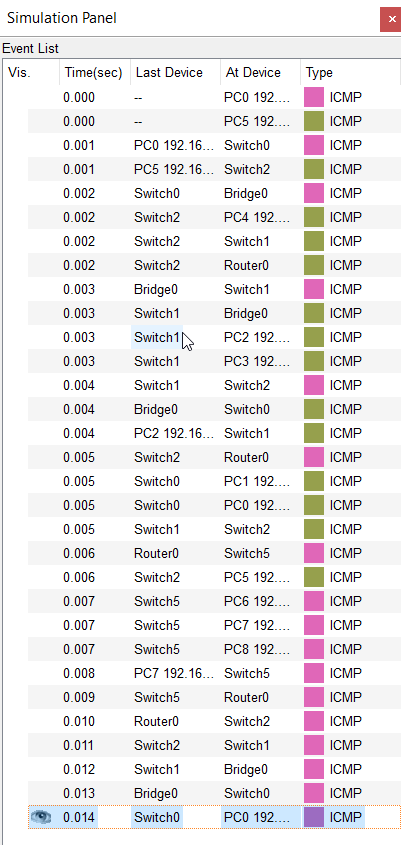 Simulation Panel
Event List
Vis. Time(sec) Last Device At Device Type
0.000 -- PC0 192.... ICMP
0.000 -- PC5 192.... ICMP
0.001 PC0 192.16... Switch0 ICMP
0.001 PC5 192.16... Switch2 ICMP
0.002 Switch0 Bridge0 ICMP
0.002 Switch2 PC4 192.... ICMP
0.002 Switch2 Switch1 ICMP
0.002 Switch2 Router0 ICMP
0.003 Bridge0 Switch1 ICMP
0.003 Switch1 Bridge0 ICMP
0.003 Switch1 PC2 192.... ICMP
0.003 Switch1 PC3 192.... ICMP
0.004 Switch1 Switch2 ICMP
0.004 Bridge0 Switch0 ICMP
0.004 PC2 192.16... Switch1 ICMP
0.005 Switch2 Router0 ICMP
0.005 Switch0 PC1 192.... ICMP
0.005 Switch0 PC0 192.... ICMP
0.005 Switch1 Switch2 ICMP
0.006 Router0 Switch5 ICMP
0.006 Switch2 PC5 192.... ICMP
0.007 Switch5 PC6 192.... ICMP
0.007 Switch5 PC7 192.... ICMP
0.007 Switch5 PC8 192.... ICMP
0.008 PC7 192.16... Switch5 ICMP
0.009 Switch5 Router0 ICMP
0.010 Router0 Switch2 ICMP
0.011 Switch2 Switch1 ICMP
0.012 Switch1 Bridge0 ICMP
0.013 Bridge0 Switch0 ICMP
0.014 Switch0 PC0 192.... ICMP